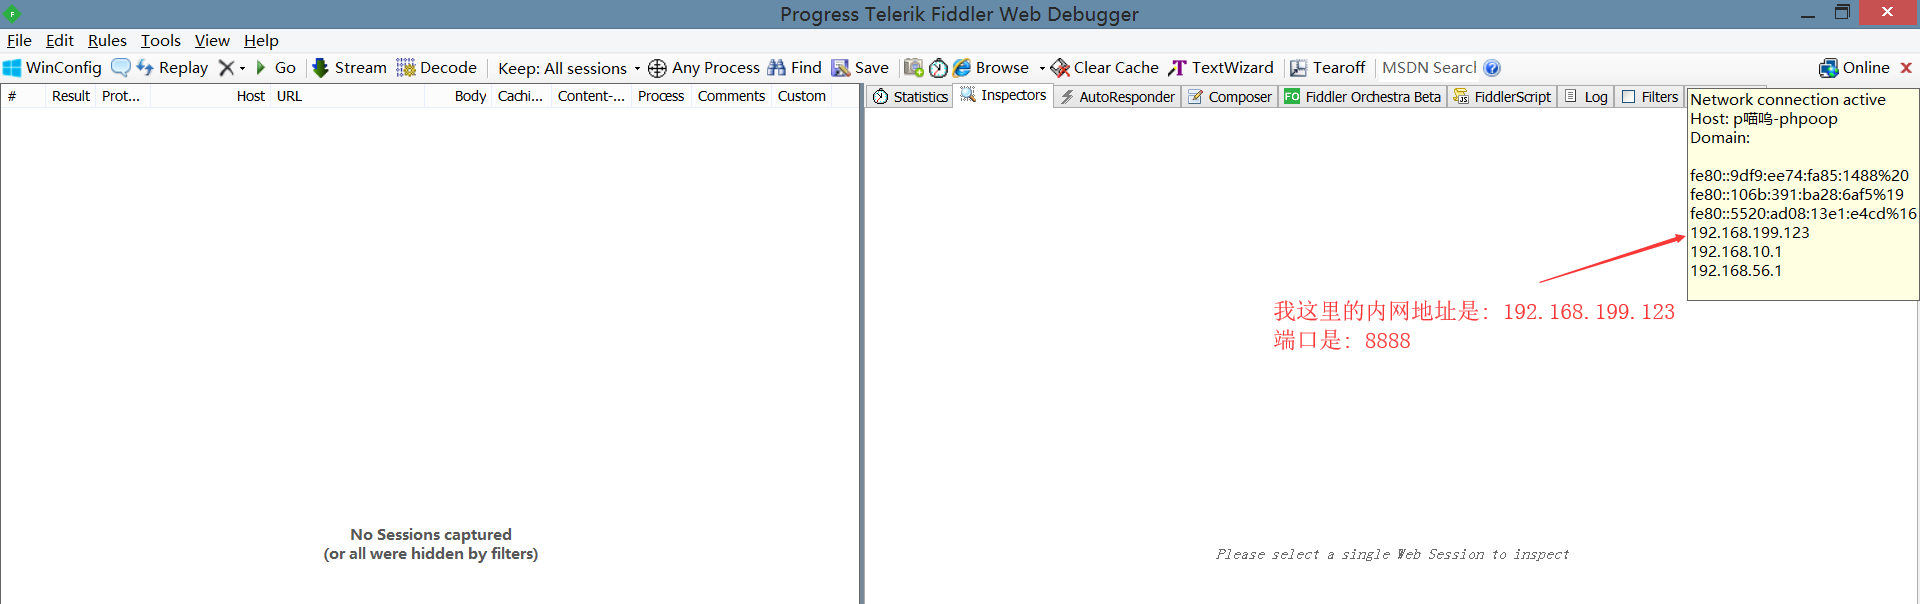 Progress Telerik Fiddler Web Debugger
File Edit Rules Tools View Help
WinConfig Replay Go Stream Decode Keep: All sessions Any Process Find Save Browse Clear Cache TextWizard Tearoff MSDN Search Online
# Result Prot... Host URL Body Cachi... Content-... Process Comments Custom
Statistics Inspectors AutoResponder Composer FO Fiddler Orchestra Beta FiddlerScript Log Filters
Network connection active
Host: p喵呜-phpoop
Domain:
fe80::9df9:ee74:fa85:1488%20
fe80::106b:391:ba28:6af5%19
fe80::5520:ad08:13e1:e4cd%16
192.168.199.123
192.168.10.1
192.168.56.1
我这里的内网地址是: 192.168.199.123
端口是: 8888
No Sessions captured
(or all were hidden by filters)
Please select a single Web Session to inspect